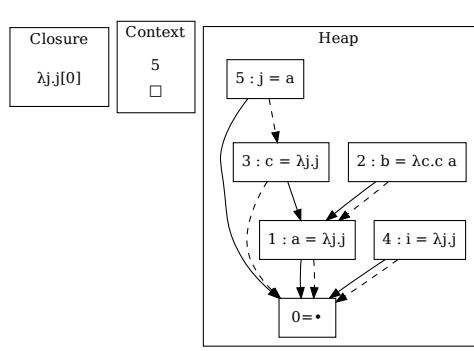 Closure
λj.j[0]
Context
5
□
Heap
5 : j = a
3 : c = λj.j
2 : b = λc.c a
1 : a = λj.j
4 : i = λj.j
0=•